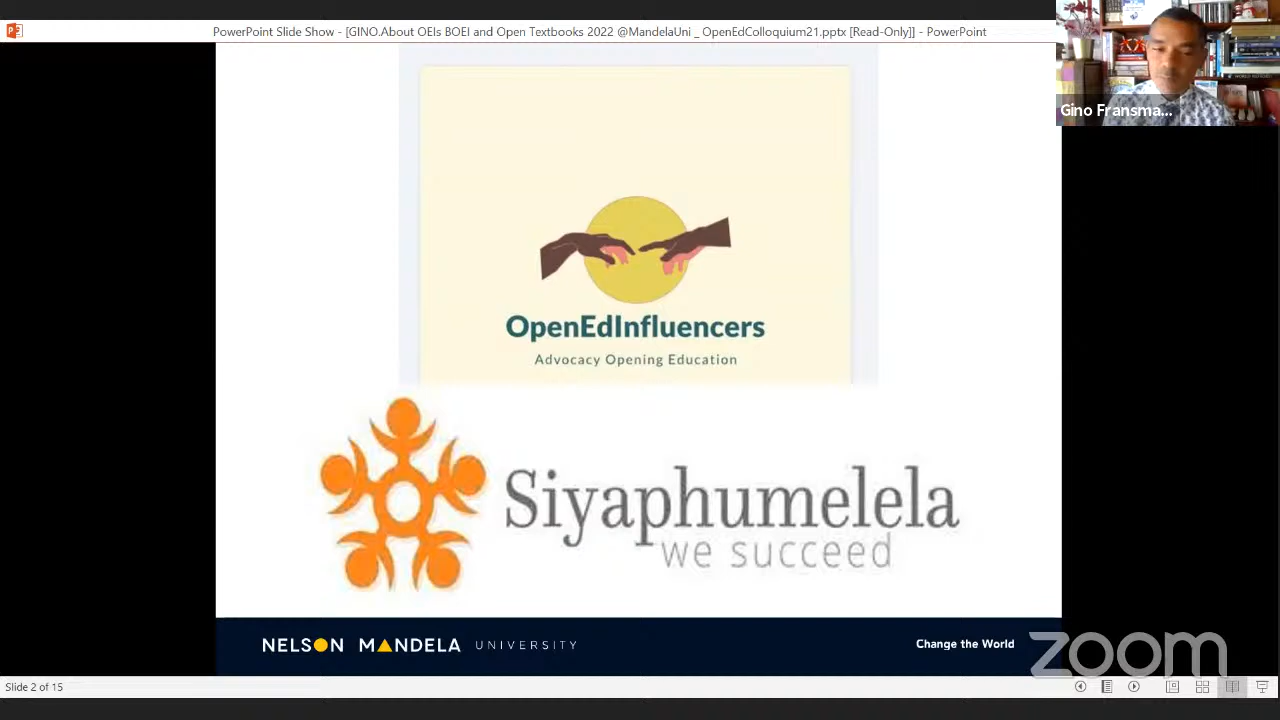 PowerPoint Slide Show - [GINO.About OEIs BOEI and Open Textbooks 2022 @MandelaUni _ OpenEdColloquium21.pptx [Read-Only]] - PowerPoint
Gino Fransma...
OpenEdInfluencers
Advocacy Opening Education
Siyaphumelela
we succeed
NELSON MANDELA UNIVERSITY
Change the World
zoom
Slide 2 of 15